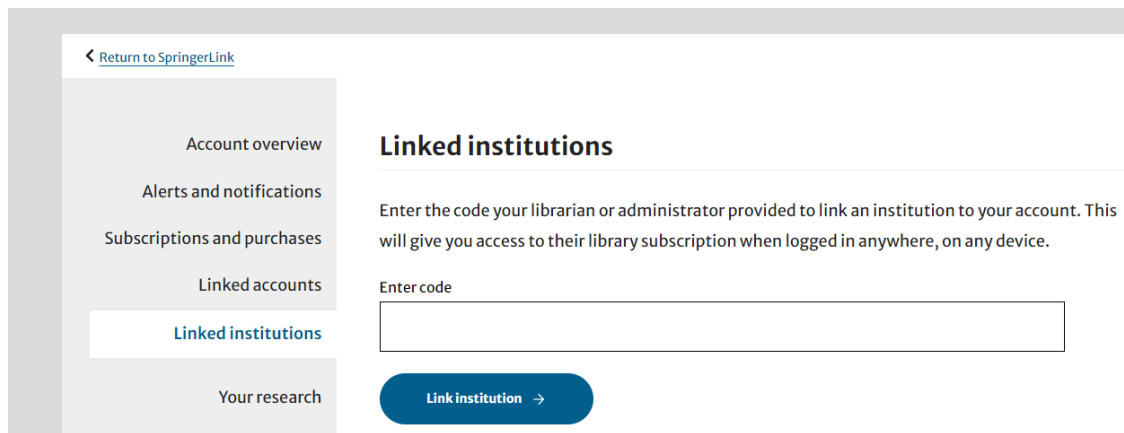 Return to SpringerLink
Account overview
Alerts and notifications
Subscriptions and purchases
Linked accounts
Linked institutions
Your research
Linked institutions
Enter the code your librarian or administrator provided to link an institution to your account. This
will give you access to their library subscription when logged in anywhere, on any device.
Enter code
Link institution →